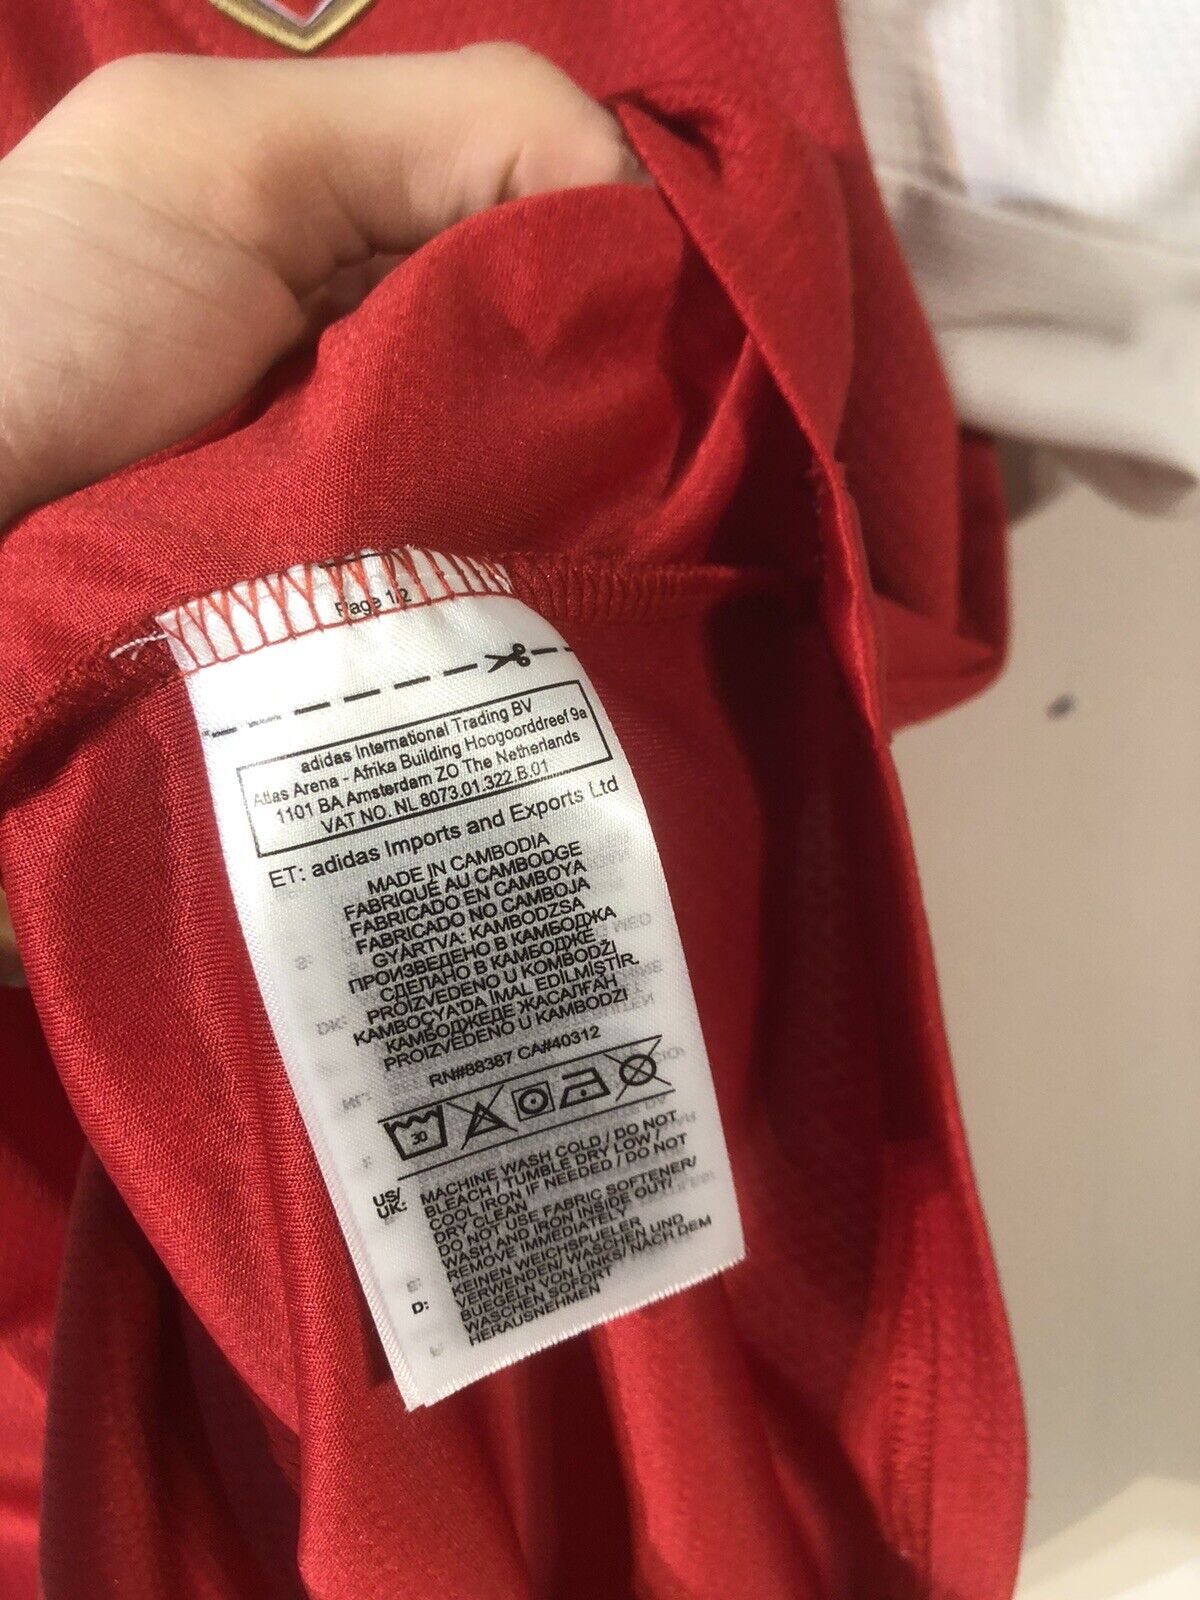 Page 1/2
adidas International Trading BV
Atlas Arena - Afrika Building Hoogoorddreef 9a
1101 BA Amsterdam ZO The Netherlands
VAT NO. NL 8073.01.322.B.01
ET: adidas Imports and Exports Ltd
MADE IN CAMBODIA
FABRIQUÉ AU CAMBODGE
FABRICADO EN CAMBOYA
FABRICADO NO CAMBOJA
GYÁRTVA: KAMBODZSA
ПРОИЗВЕДЕНО В КАМБОДЖА
СДЕЛАНО В КАМБОДЖЕ
PROIZVEDENO U KOMBODŽI
KAMBOÇYA'DA İMAL EDİLMİŞTİR.
КАМБОДЖЕДЕ ЖАСАЛҒАН
PROIZVEDENO U KAMBODŽI
RN#88387 CA#40312
30
US/ UK: MACHINE WASH COLD / DO NOT
BLEACH / TUMBLE DRY LOW /
COOL IRON IF NEEDED / DO NOT
DRY CLEAN
DO NOT USE FABRIC SOFTENER/
WASH AND IRON INSIDE OUT/
REMOVE IMMEDIATELY
D: KEINEN WEICHSPUELER
VERWENDEN/ WASCHEN UND
BUEGELN VON LINKS/ NACH DEM
WASCHEN SOFORT
HERAUSNEHMEN